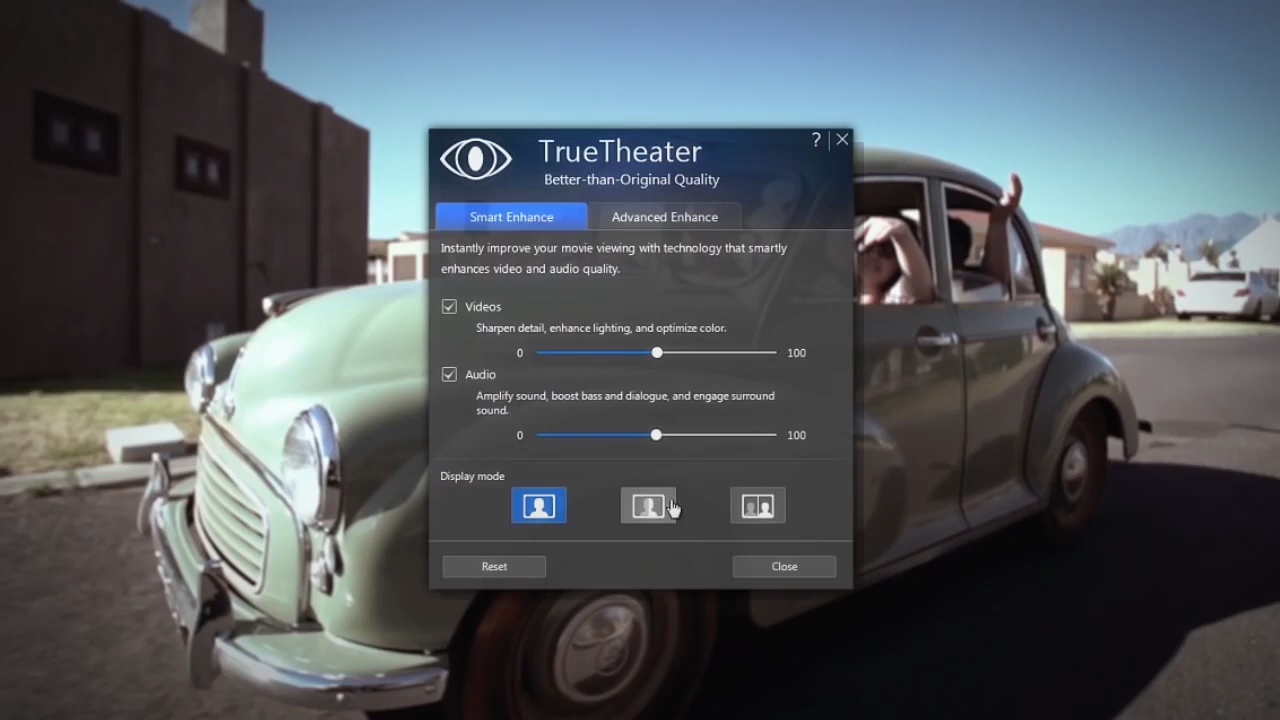 TrueTheater
Better-than-Original Quality
?
Smart Enhance
Advanced Enhance
Instantly improve your movie viewing with technology that smartly
enhances video and audio quality.
Videos
Sharpen detail, enhance lighting, and optimize color.
0 100
Audio
Amplify sound, boost bass and dialogue, and engage surround
sound.
0 100
Display mode
Reset
Close